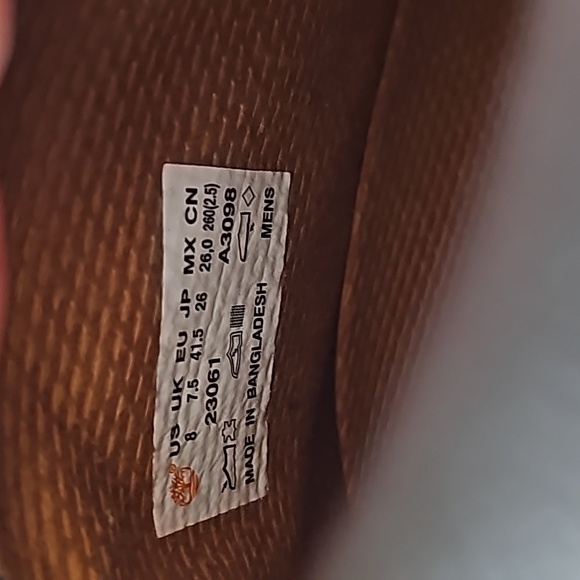 US UK EU JP MX CN
8 7.5 41.5 26 26,0 260(2.5)
23061 A3098
MADE IN BANGLADESH MENS